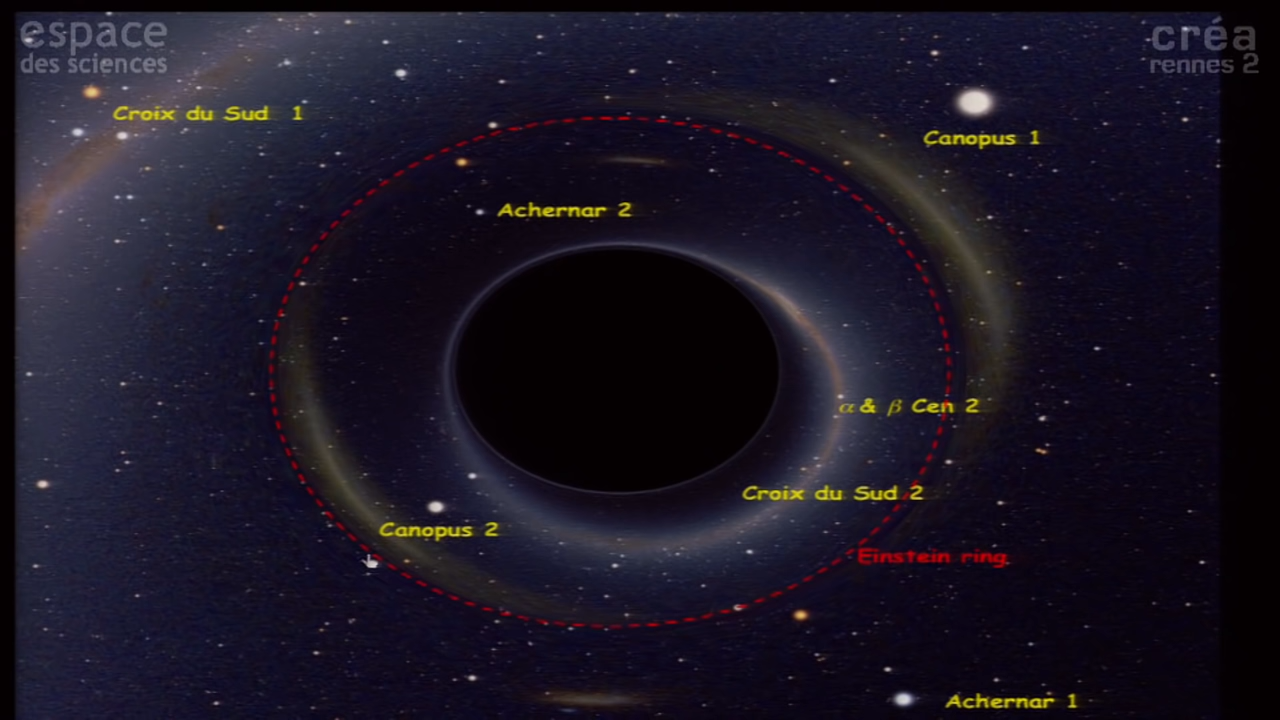 espace
des sciences
créa
rennes 2
Croix du Sud 1
Canopus 1
Achernar 2
α & β Cen 2
Croix du Sud 2
Canopus 2
Einstein ring
Achernar 1